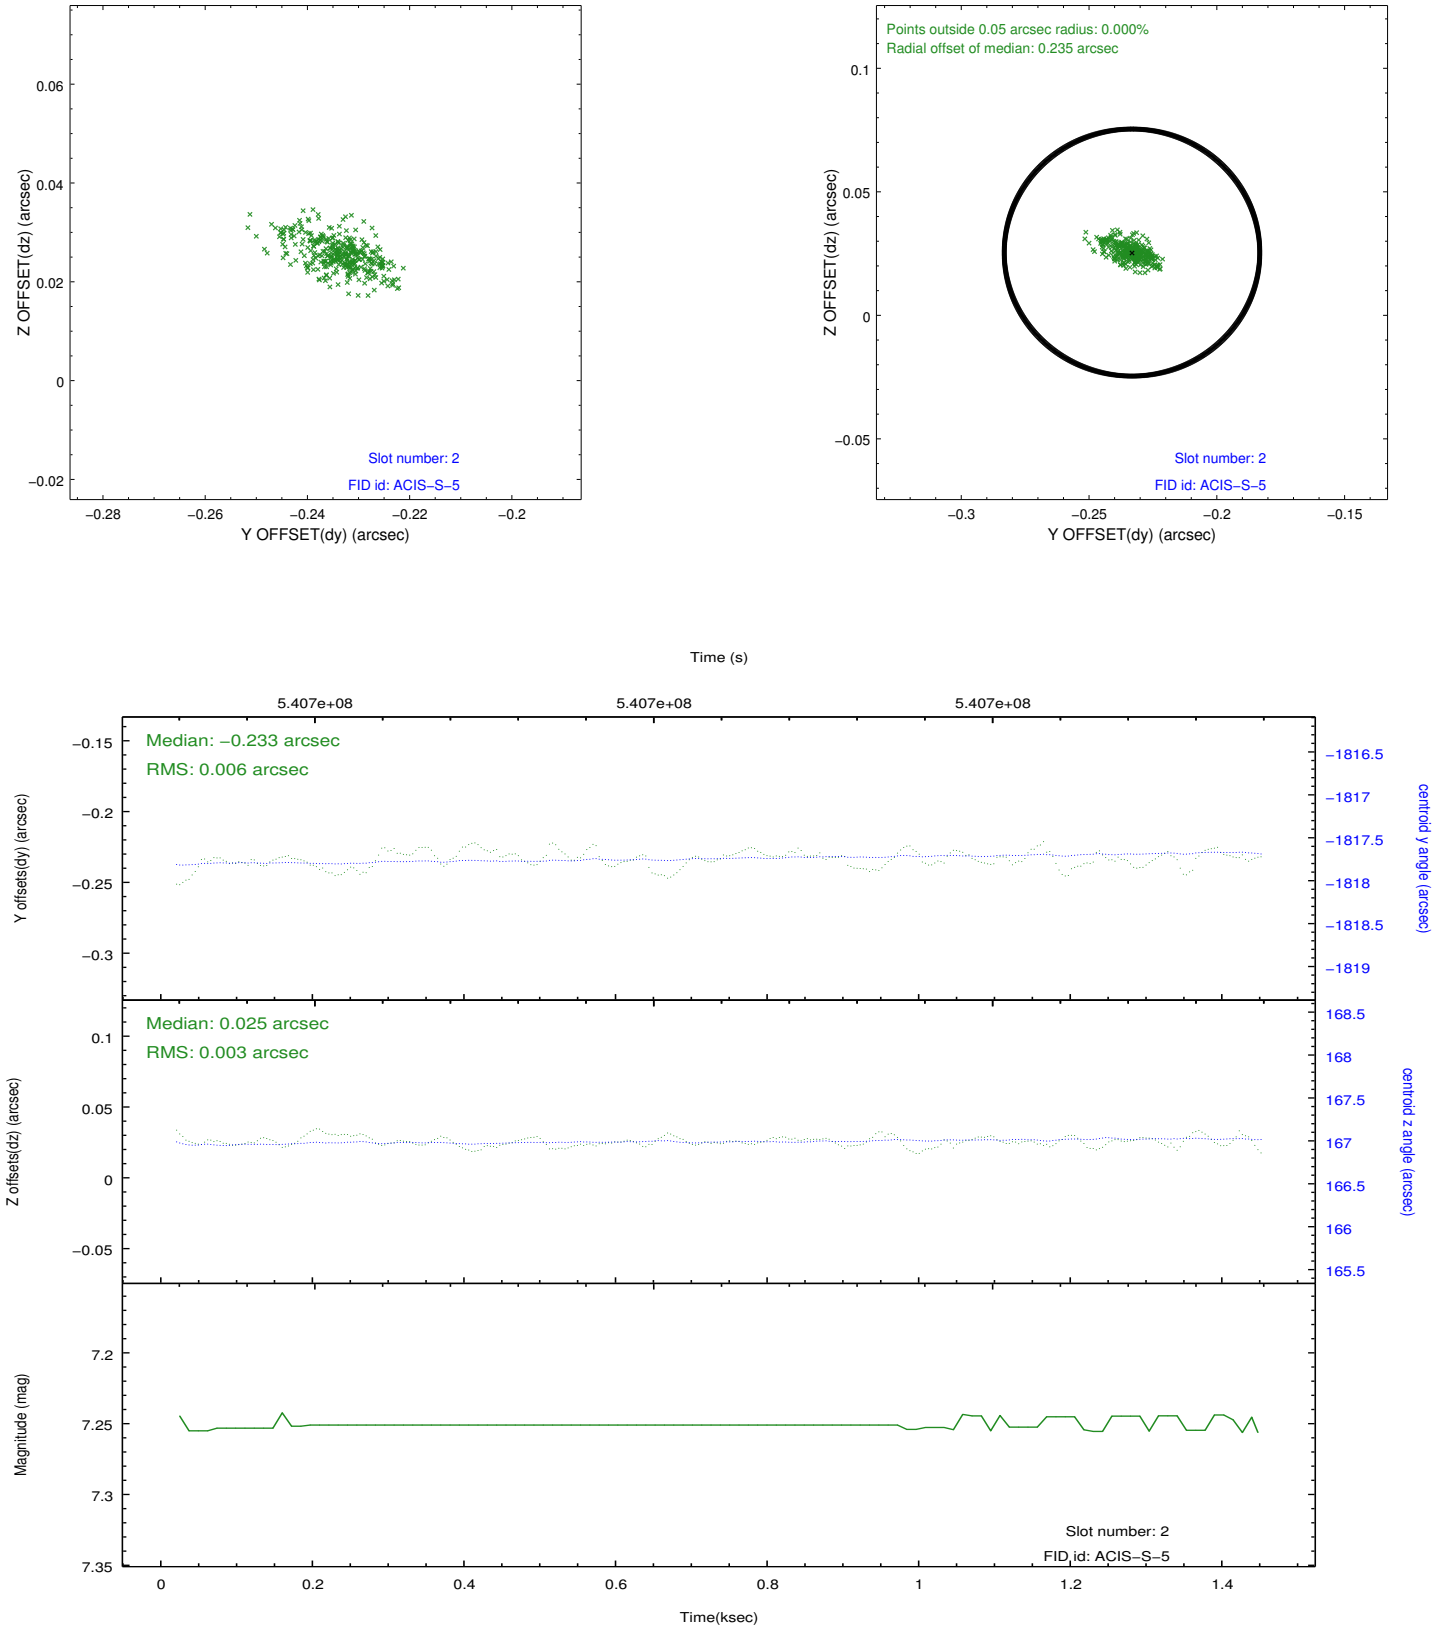 0.06
0.04
0.02
0
−0.02
Z OFFSET(dz) (arcsec)
Slot number: 2
FID id: ACIS−S−5
−0.28
−0.26
−0.24
−0.22
−0.2
Y OFFSET(dy) (arcsec)
Points outside 0.05 arcsec radius: 0.000%
Radial offset of median: 0.235 arcsec
0.1
0.05
0
−0.05
Z OFFSET(dz) (arcsec)
Slot number: 2
FID id: ACIS−S−5
−0.3
−0.25
−0.2
−0.15
Y OFFSET(dy) (arcsec)
Time (s)
5.407e+08
5.407e+08
5.407e+08
Median: −0.233 arcsec
RMS: 0.006 arcsec
−0.15
−0.2
−0.25
−0.3
Y offsets(dy) (arcsec)
−1816.5
−1817
−1817.5
−1818
−1818.5
−1819
centroid y angle (arcsec)
Median: 0.025 arcsec
RMS: 0.003 arcsec
0.1
0.05
0
−0.05
Z offsets(dz) (arcsec)
168.5
168
167.5
167
166.5
166
165.5
centroid z angle (arcsec)
7.2
7.25
7.3
7.35
Magnitude (mag)
Slot number: 2
FID id: ACIS−S−5
0
0.2
0.4
0.6
0.8
1
1.2
1.4
Time(ksec)